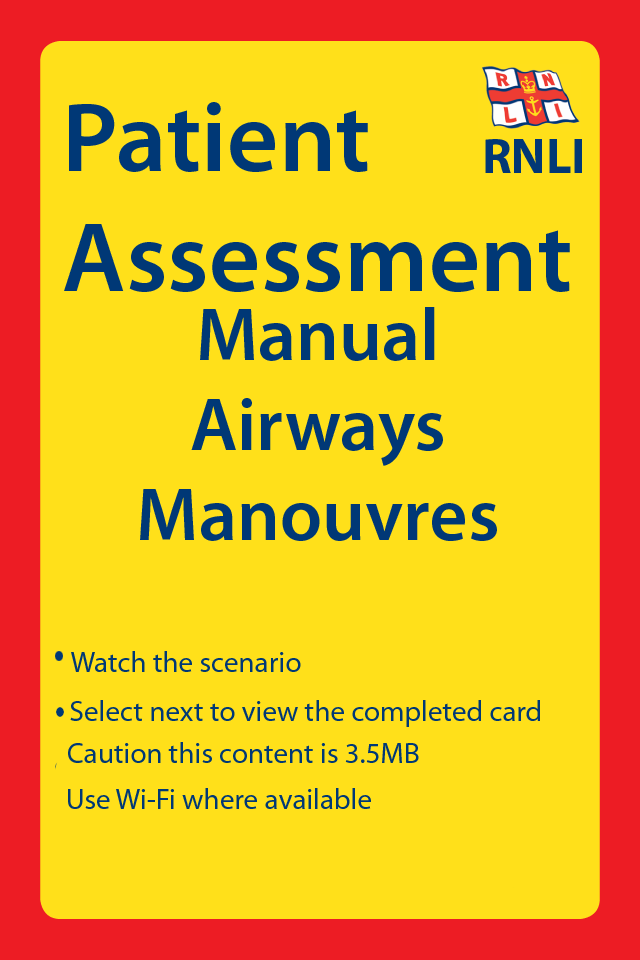 Patient
R N
L I
RNLI
Assessment
Manual
Airways
Manouvres
• Watch the scenario
• Select next to view the completed card
Caution this content is 3.5MB
Use Wi-Fi where available